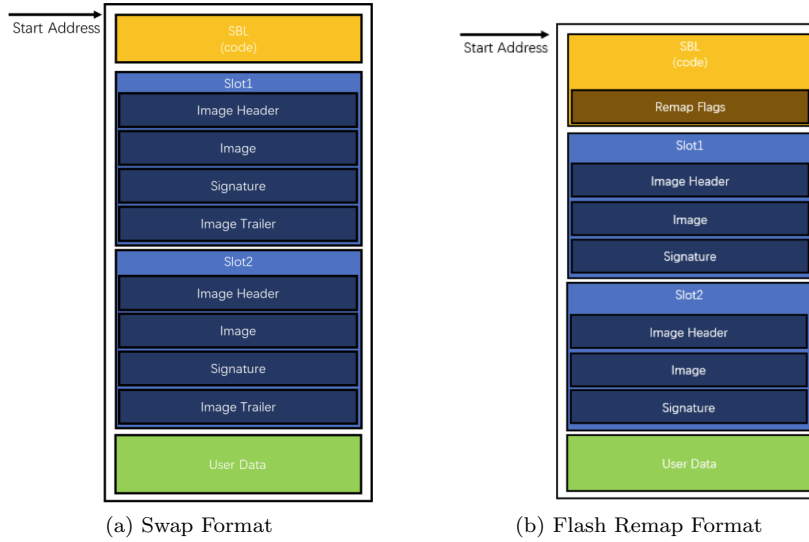 Start Address
SBL
(code)
Slot1
Image Header
Image
Signature
Image Trailer
Slot2
Image Header
Image
Signature
Image Trailer
User Data
(a) Swap Format
Start Address
SBL
(code)
Remap Flags
Slot1
Image Header
Image
Signature
Slot2
Image Header
Image
Signature
User Data
(b) Flash Remap Format